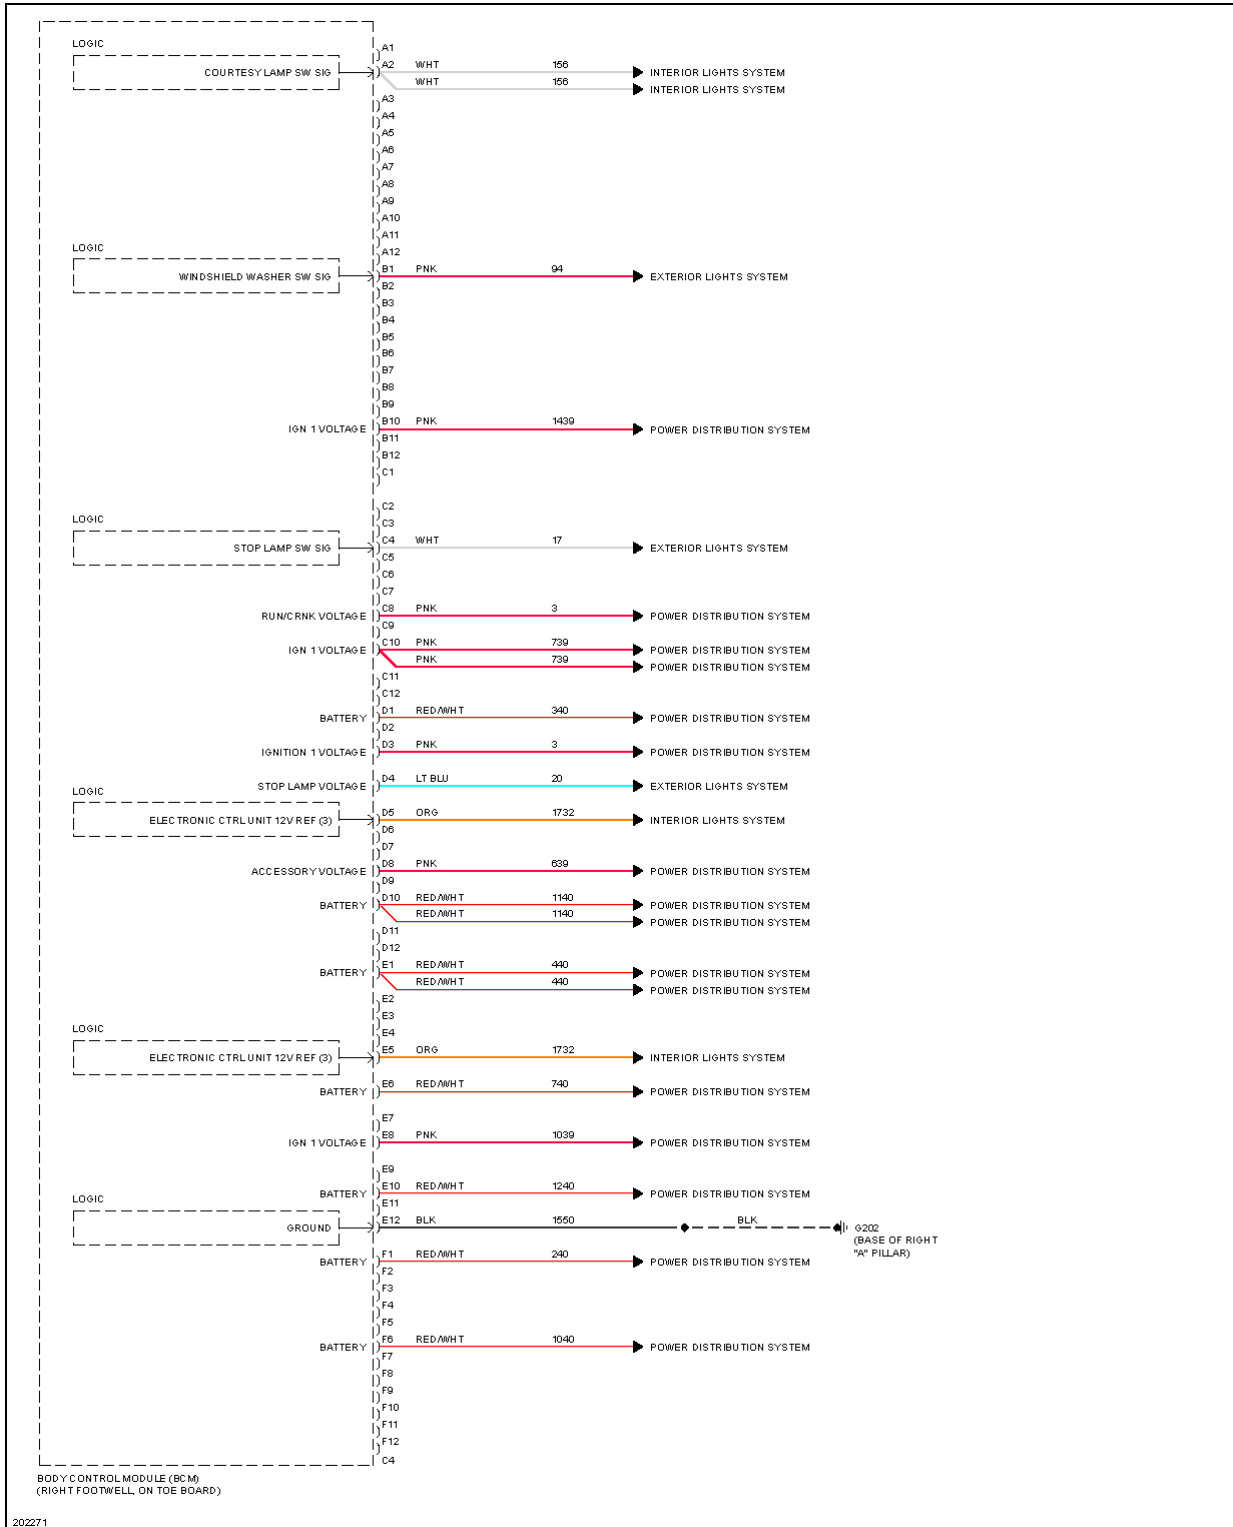 LOGIC
A1
COURTESY LAMP SW SIG A2 WHT 156 INTERIOR LIGHTS SYSTEM
WHT 156 INTERIOR LIGHTS SYSTEM
A3
A4
A5
A6
A7
A8
A9
A10
A11
LOGIC
A12
WINDSHIELD WASHER SW SIG B1 PNK 94 EXTERIOR LIGHTS SYSTEM
B2
B3
B4
B5
B6
B7
B8
B9
IGN 1 VOLTAGE B10 PNK 1439 POWER DISTRIBUTION SYSTEM
B11
B12
C1
C2
LOGIC
C3
STOP LAMP SW SIG C4 WHT 17 EXTERIOR LIGHTS SYSTEM
C5
C6
C7
RUN/CRNK VOLTAGE C8 PNK 3 POWER DISTRIBUTION SYSTEM
C9
IGN 1 VOLTAGE C10 PNK 739 POWER DISTRIBUTION SYSTEM
PNK 739 POWER DISTRIBUTION SYSTEM
C11
C12
BATTERY D1 RED/WHT 340 POWER DISTRIBUTION SYSTEM
D2
IGNITION 1 VOLTAGE D3 PNK 3 POWER DISTRIBUTION SYSTEM
STOP LAMP VOLTAGE D4 LT BLU 20 EXTERIOR LIGHTS SYSTEM
LOGIC
ELECTRONIC CTRL UNIT 12V REF (3) D5 ORG 1732 INTERIOR LIGHTS SYSTEM
D6
D7
ACCESSORY VOLTAGE D8 PNK 639 POWER DISTRIBUTION SYSTEM
D9
BATTERY D10 RED/WHT 1140 POWER DISTRIBUTION SYSTEM
RED/WHT 1140 POWER DISTRIBUTION SYSTEM
D11
D12
BATTERY E1 RED/WHT 440 POWER DISTRIBUTION SYSTEM
RED/WHT 440 POWER DISTRIBUTION SYSTEM
E2
E3
LOGIC
E4
ELECTRONIC CTRL UNIT 12V REF (3) E5 ORG 1732 INTERIOR LIGHTS SYSTEM
BATTERY E6 RED/WHT 740 POWER DISTRIBUTION SYSTEM
E7
IGN 1 VOLTAGE E8 PNK 1039 POWER DISTRIBUTION SYSTEM
E9
BATTERY E10 RED/WHT 1240 POWER DISTRIBUTION SYSTEM
LOGIC
E11
GROUND E12 BLK 1550 BLK G202
(BASE OF RIGHT
"A" PILLAR)
BATTERY F1 RED/WHT 240 POWER DISTRIBUTION SYSTEM
F2
F3
F4
F5
BATTERY F6 RED/WHT 1040 POWER DISTRIBUTION SYSTEM
F7
F8
F9
F10
F11
F12
C4
BODY CONTROL MODULE (BCM)
(RIGHT FOOTWELL, ON TOE BOARD)
202271